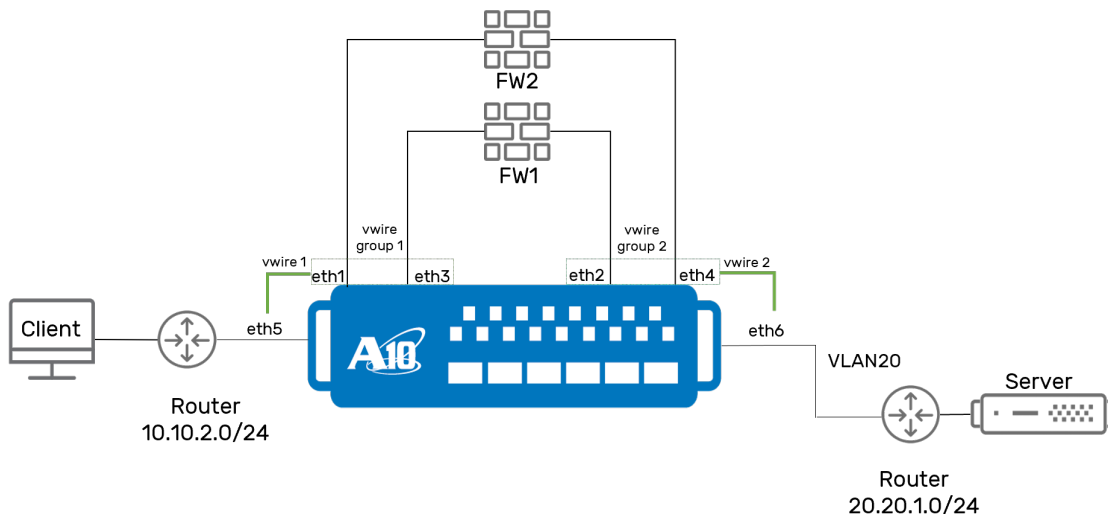 FW2
FW1
vwire
group 1
vwire
group 2
vwire 1
vwire 2
eth1
eth3
eth2
eth4
Client
eth5
A10
eth6
VLAN20
Server
Router
10.10.2.0/24
Router
20.20.1.0/24